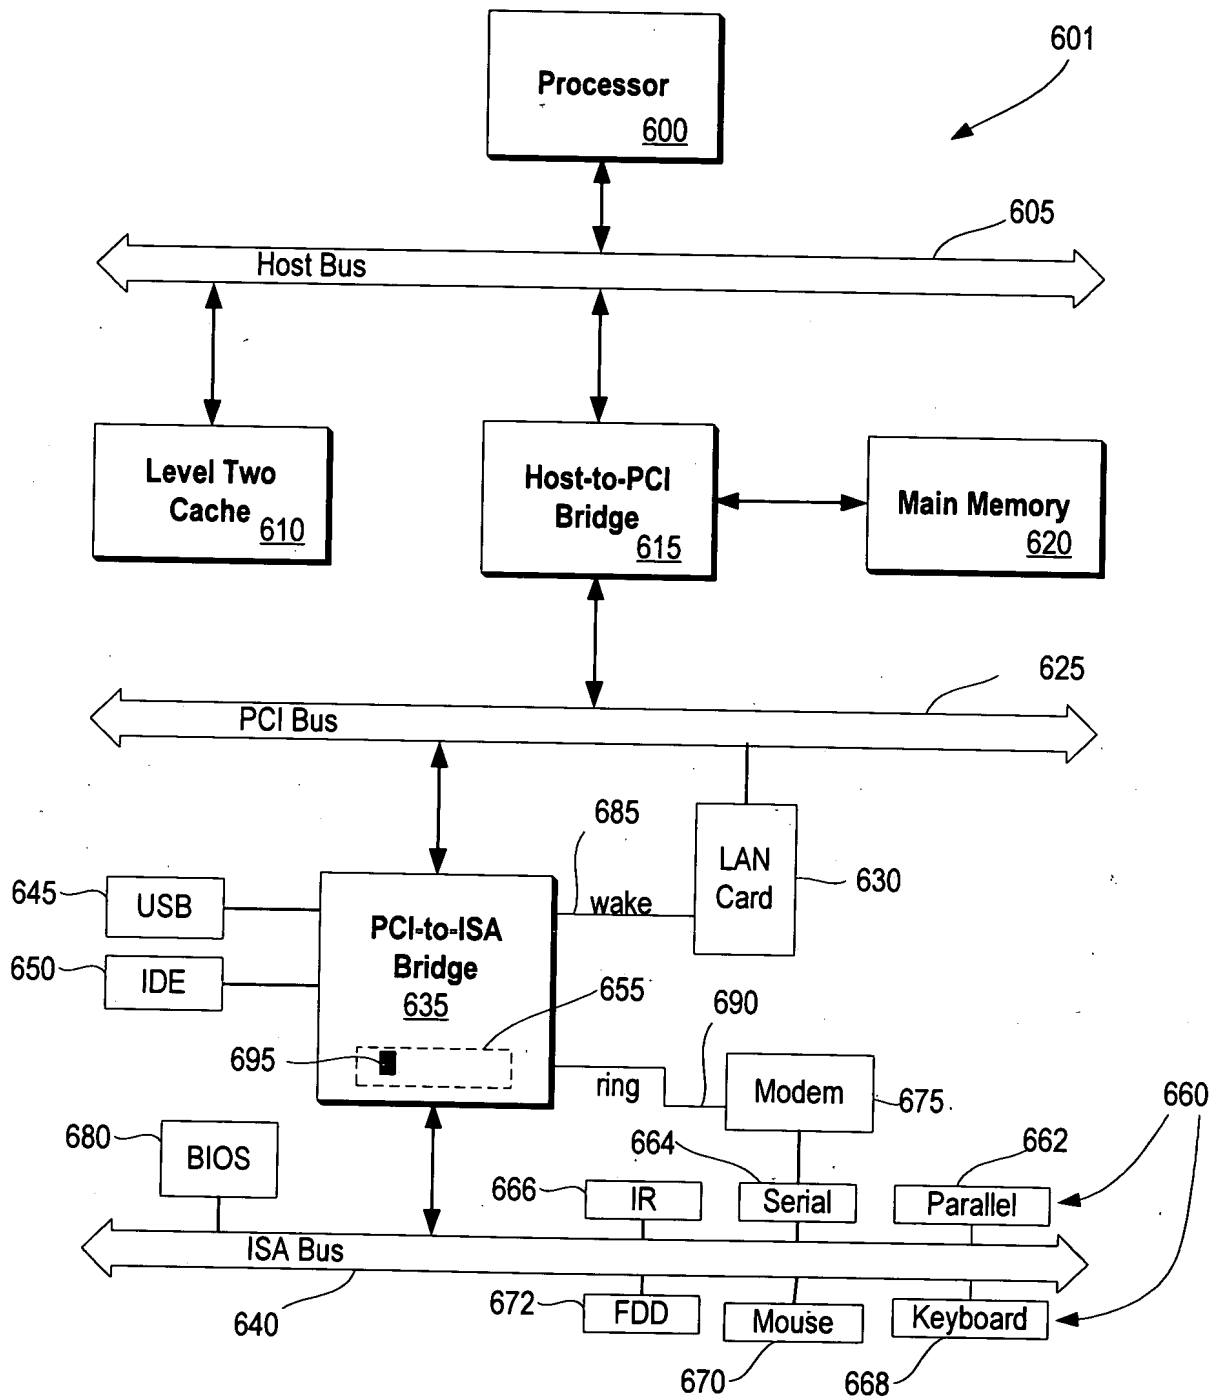 601
Processor
600
605
Host Bus
Level Two
Cache
610
Host-to-PCI
Bridge
615
Main Memory
620
625
PCI Bus
685
LAN
Card
630
645
USB
wake
PCI-to-ISA
Bridge
635
650
IDE
655
690
695
ring
Modem
675
660
680
BIOS
664
662
666
IR
Serial
Parallel
ISA Bus
640
672
FDD
Mouse
Keyboard
670
668